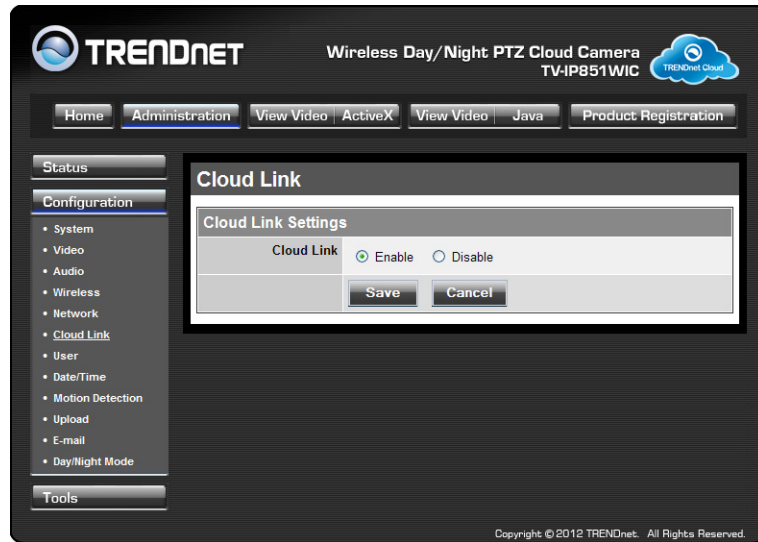 TRENDnet
Wireless Day/Night PTZ Cloud Camera
TV-IP851WIC
TRENDnet Cloud
Home Administration View Video ActiveX View Video Java Product Registration
Status
Configuration
• System
• Video
• Audio
• Wireless
• Network
• Cloud Link
• User
• Date/Time
• Motion Detection
• Upload
• E-mail
• Day/Night Mode
Tools
Cloud Link
Cloud Link Settings
Cloud Link Enable Disable
Save Cancel
Copyright © 2012 TRENDnet. All Rights Reserved.